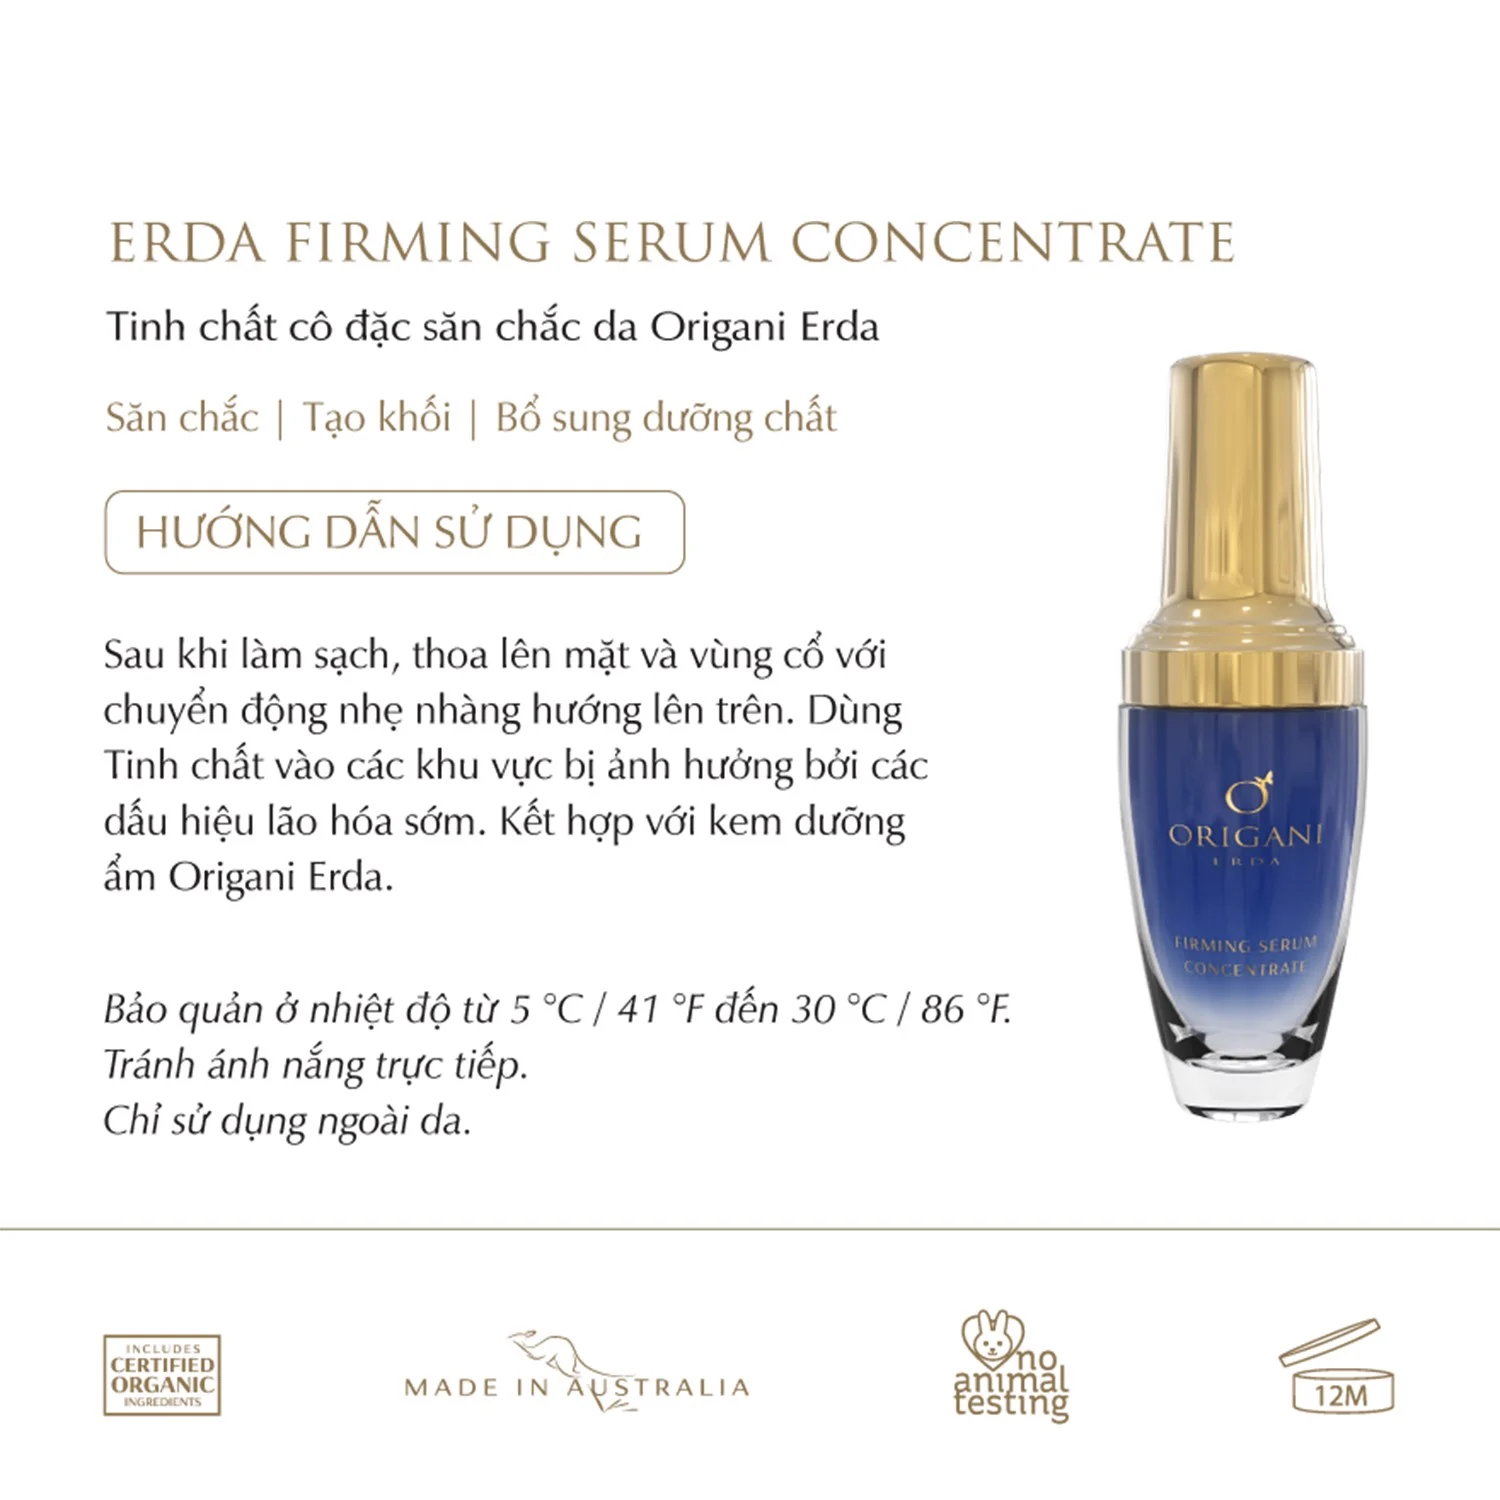 ERDA FIRMING SERUM CONCENTRATE
Tinh chất cô đặc săn chắc da Origani Erda
Săn chắc | Tạo khối | Bổ sung dưỡng chất
HƯỚNG DẪN SỬ DỤNG
Sau khi làm sạch, thoa lên mặt và vùng cổ với
chuyển động nhẹ nhàng hướng lên trên. Dùng
Tinh chất vào các khu vực bị ảnh hưởng bởi các
dấu hiệu lão hóa sớm. Kết hợp với kem dưỡng
ẩm Origani Erda.
Bảo quản ở nhiệt độ từ 5 °C / 41 °F đến 30 °C / 86 °F.
Tránh ánh nắng trực tiếp.
Chỉ sử dụng ngoài da.
ORIGANI
ERDA
FIRMING SERUM
CONCENTRATE
INCLUDES
CERTIFIED
ORGANIC
INGREDIENTS
MADE IN AUSTRALIA
no
animal
testing
12M